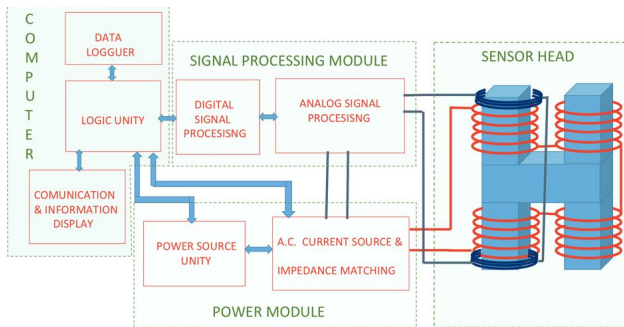 COMPUTER
DATA
LOGGUER
LOGIC UNITY
COMUNICATION
& INFORMATION
DISPLAY
SIGNAL PROCESSING MODULE
DIGITAL
SIGNAL
PROCESISNG
ANALOG SIGNAL
PROCESISNG
POWER SOURCE
UNITY
A.C. CURRENT SOURCE &
IMPEDANCE MATCHING
POWER MODULE
SENSOR HEAD